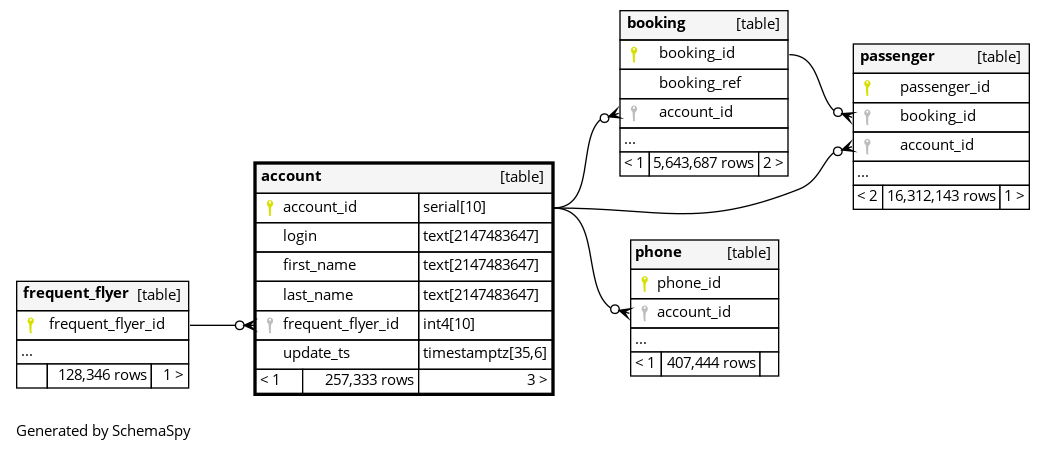 booking [table]
booking_id
booking_ref
account_id
...
< 1 5,643,687 rows 2 >
passenger [table]
passenger_id
booking_id
account_id
...
< 2 16,312,143 rows 1 >
account [table]
account_id serial[10]
login text[2147483647]
first_name text[2147483647]
last_name text[2147483647]
frequent_flyer_id int4[10]
update_ts timestamptz[35,6]
< 1 257,333 rows 3 >
phone [table]
phone_id
account_id
...
< 1 407,444 rows
frequent_flyer [table]
frequent_flyer_id
...
128,346 rows 1 >
Generated by SchemaSpy